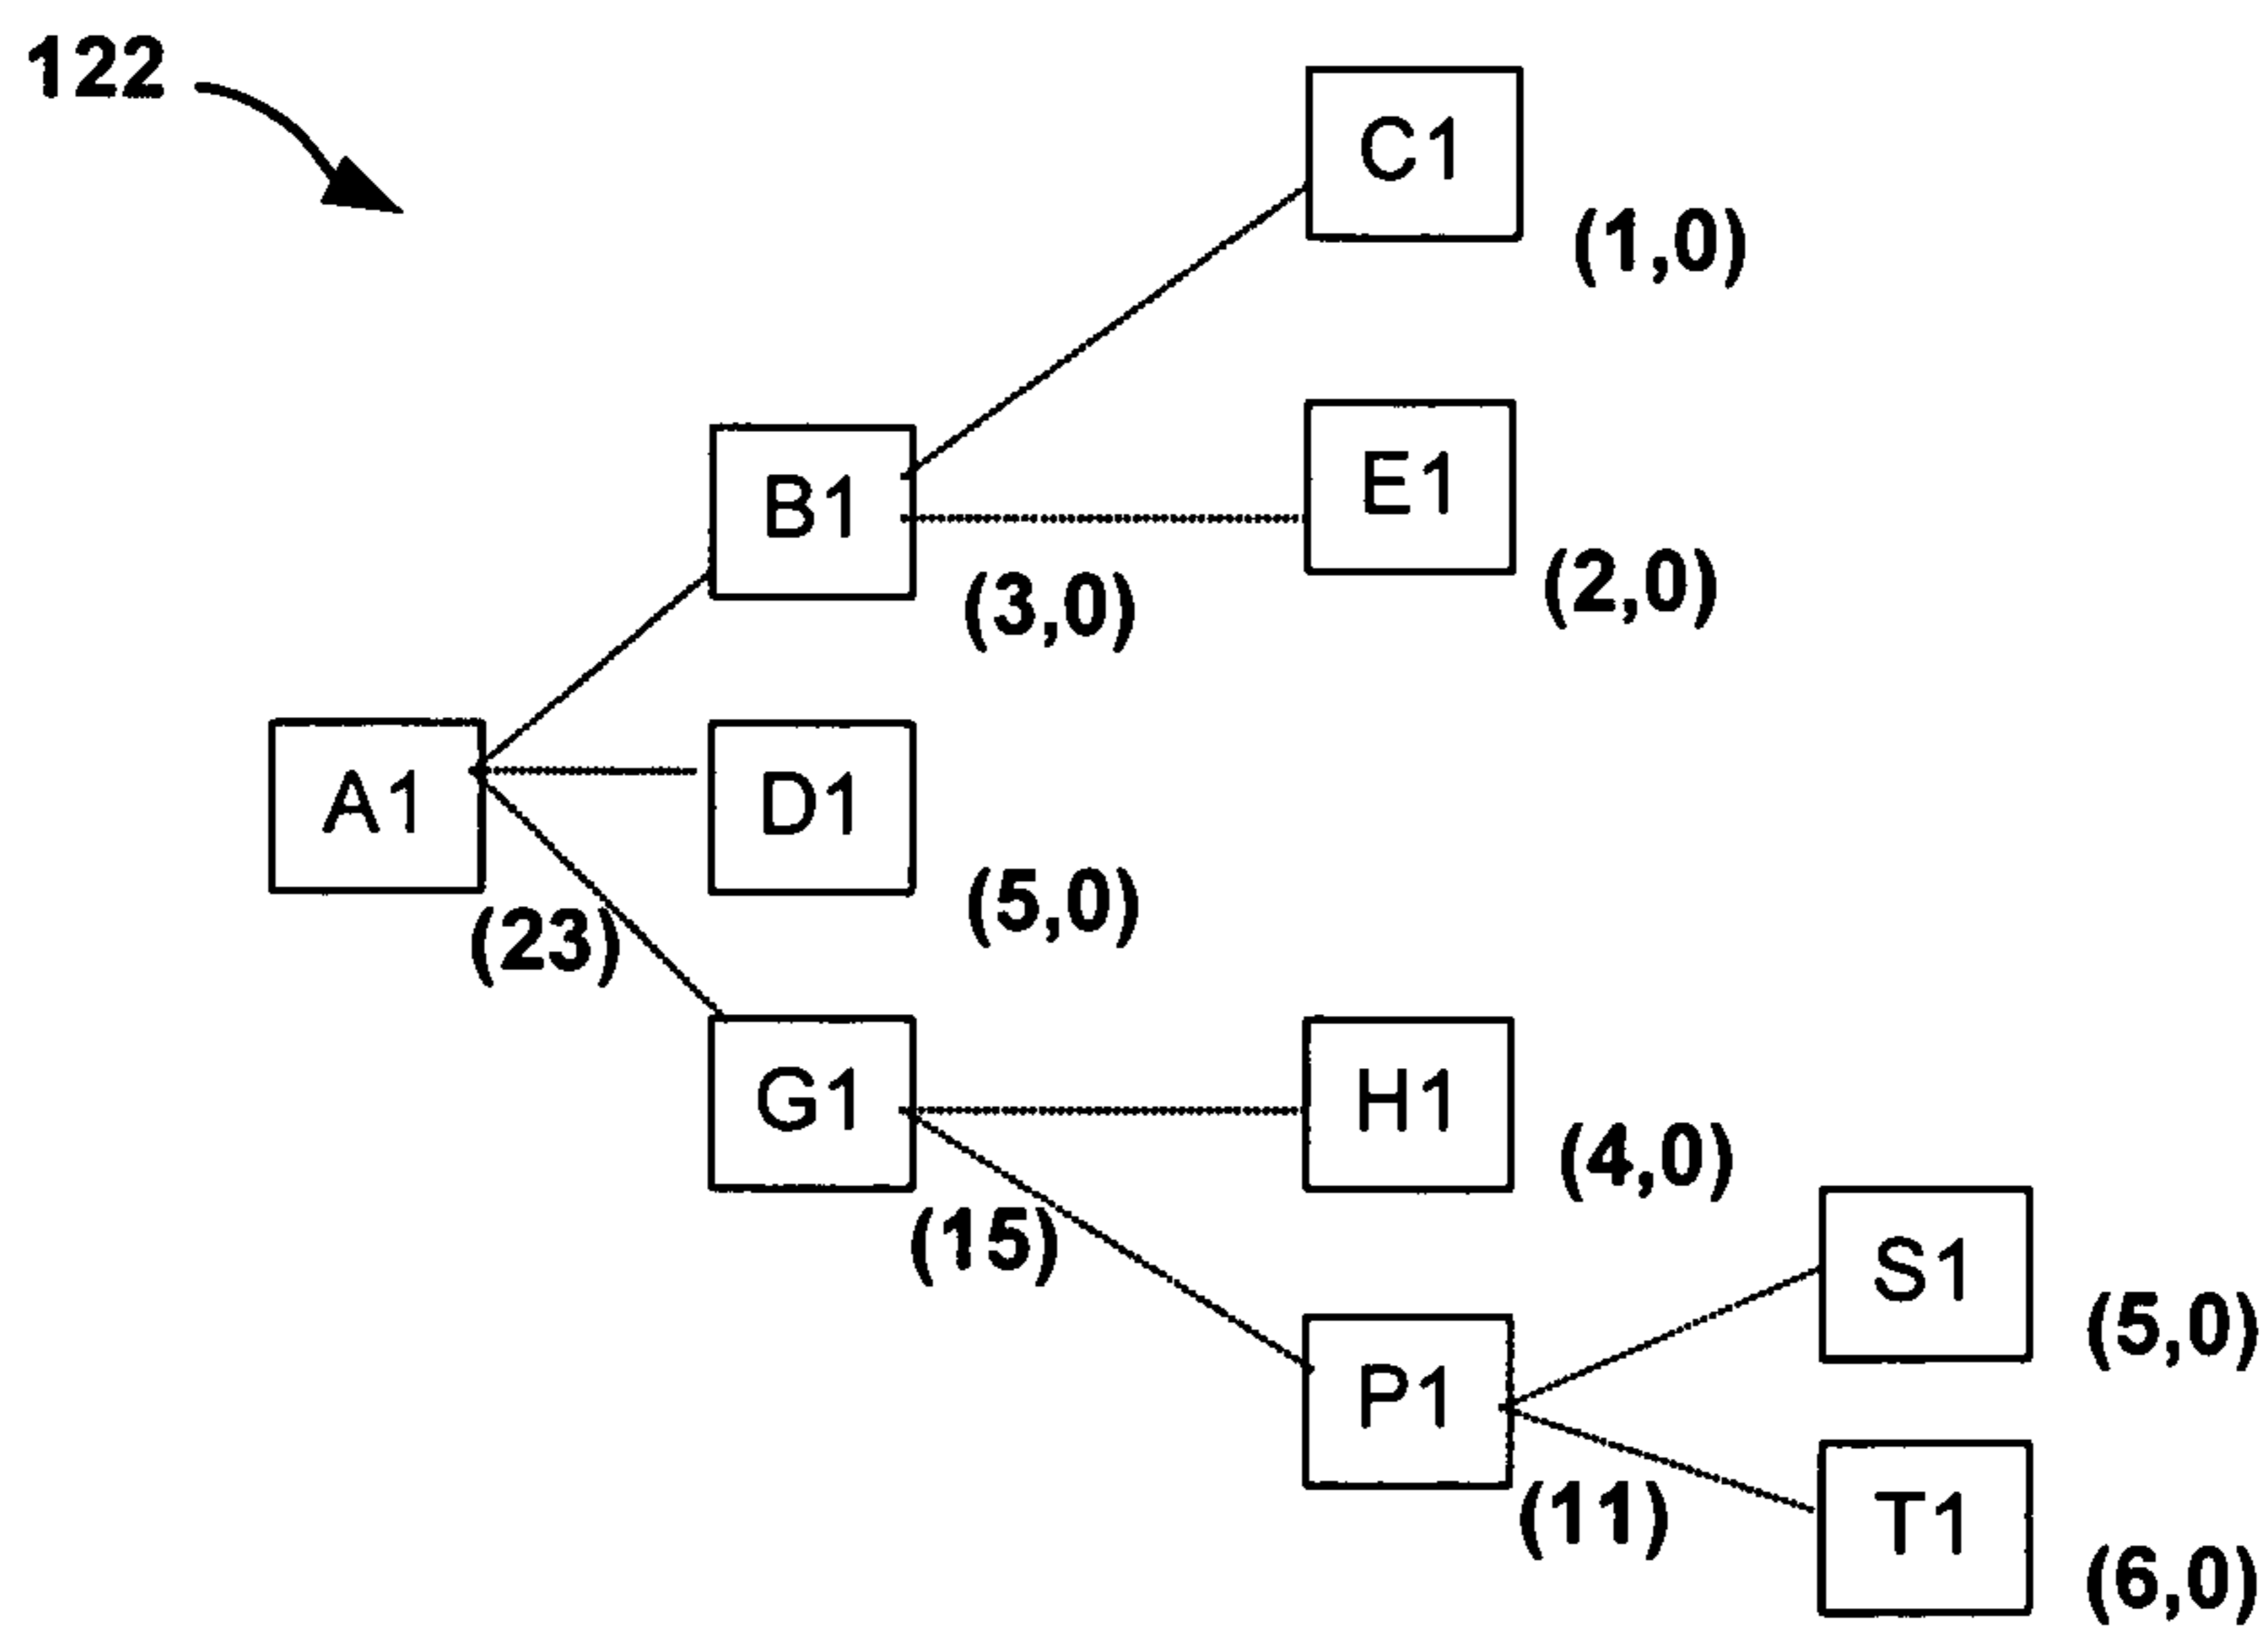 122
C1
(1,0)
B1
E1
(3,0)
(2,0)
A1
D1
(23)
(5,0)
G1
H1
(15)
(4,0)
S1
(5,0)
P1
(11)
T1
(6,0)